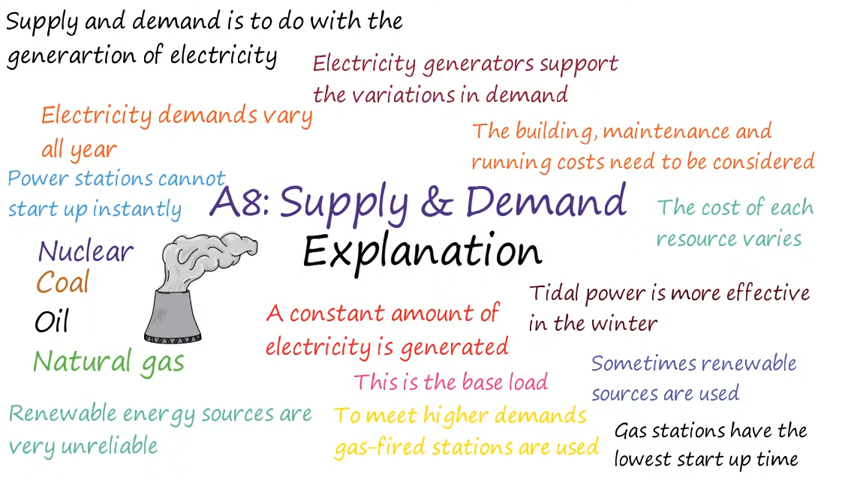 Supply and demand is to do with the
generartion of electricity
Electricity generators support
the variations in demand
Electricity demands vary
all year
The building, maintenance and
running costs need to be considered
Power stations cannot
start up instantly
A8: Supply & Demand
Explanation
The cost of each
resource varies
Nuclear
Coal
Oil
Natural gas
A constant amount of
electricity is generated
This is the base load
Tidal power is more effective
in the winter
Sometimes renewable
sources are used
Renewable energy sources are
very unreliable
To meet higher demands
gas-fired stations are used
Gas stations have the
lowest start up time